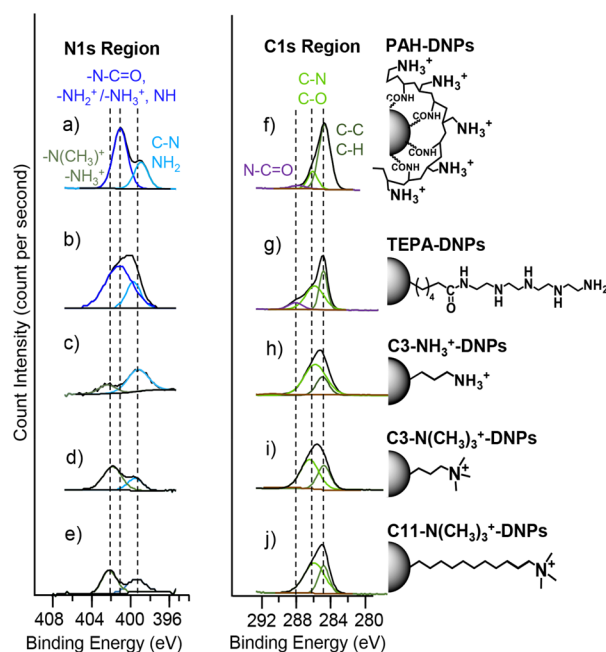 N1s Region
C1s Region
PAH-DNPs
-N-C=O,
-NH₂⁺/-NH₃⁺, NH
C-N
C-O
a)
-N(CH₃)⁺
-NH₃⁺
C-N
NH₂
f)
N-C=O
C-C
C-H
NH₃⁺
NH₃⁺
NH₃⁺
NH₃⁺
NH₃⁺
NH₃⁺
CONH
CONH
CONH
CONH
b)
g)
TEPA-DNPs
4
O
H
N
N
H
H
N
N
H
NH₂
c)
h)
C3-NH₃⁺-DNPs
NH₃⁺
d)
i)
C3-N(CH₃)₃⁺-DNPs
N⁺
e)
j)
C11-N(CH₃)₃⁺-DNPs
N⁺
Count Intensity (count per second)
408 404 400 396
292 288 284 280
Binding Energy (eV)
Binding Energy (eV)